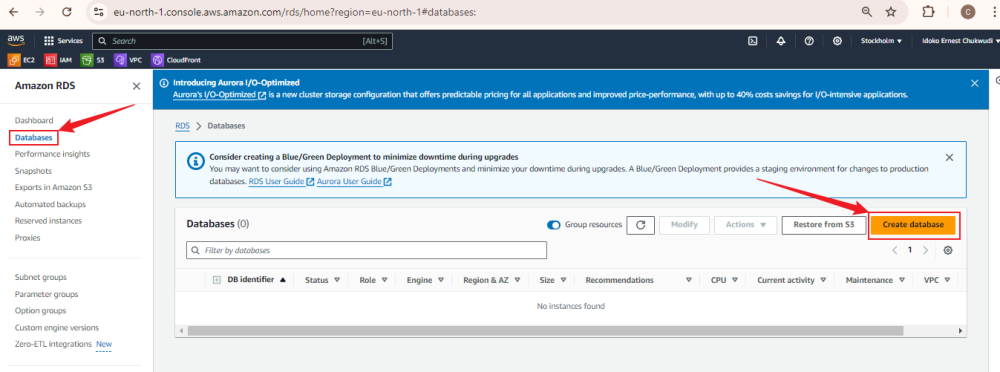 eu-north-1.console.aws.amazon.com/rds/home?region=eu-north-1#databases:
C
aws Services Search [Alt+S] Stockholm Idoko Ernest Chukwudi
EC2 IAM S3 VPC CloudFront
Amazon RDS
Dashboard
Databases
Performance insights
Snapshots
Exports in Amazon S3
Automated backups
Reserved instances
Proxies
Subnet groups
Parameter groups
Option groups
Custom engine versions
Zero-ETL integrations New
Introducing Aurora I/O-Optimized
Aurora's I/O-Optimized is a new cluster storage configuration that offers predictable pricing for all applications and improved price-performance, with up to 40% costs savings for I/O-intensive applications.
RDS > Databases
Consider creating a Blue/Green Deployment to minimize downtime during upgrades
You may want to consider using Amazon RDS Blue/Green Deployments and minimize your downtime during upgrades. A Blue/Green Deployment provides a staging environment for changes to production
databases. RDS User Guide Aurora User Guide
Databases (0) Group resources Modify Actions Restore from S3 Create database
Filter by databases 1
DB identifier Status Role Engine Region & AZ Size Recommendations CPU Current activity Maintenance VPC
No instances found